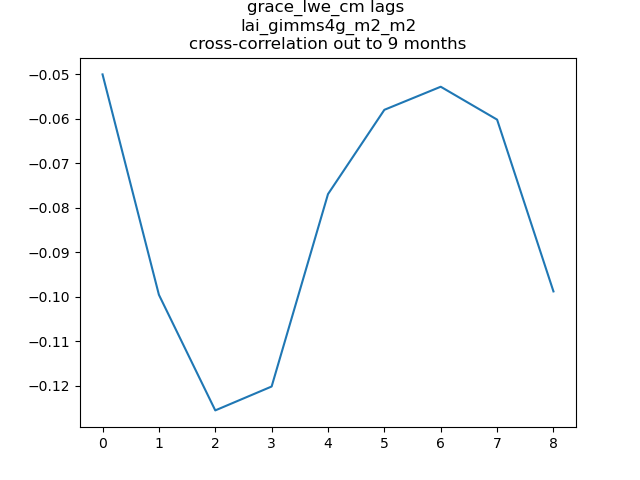 grace_lwe_cm lags
lai_gimms4g_m2_m2
cross-correlation out to 9 months
−0.05
−0.06
−0.07
−0.08
−0.09
−0.10
−0.11
−0.12
0 1 2 3 4 5 6 7 8